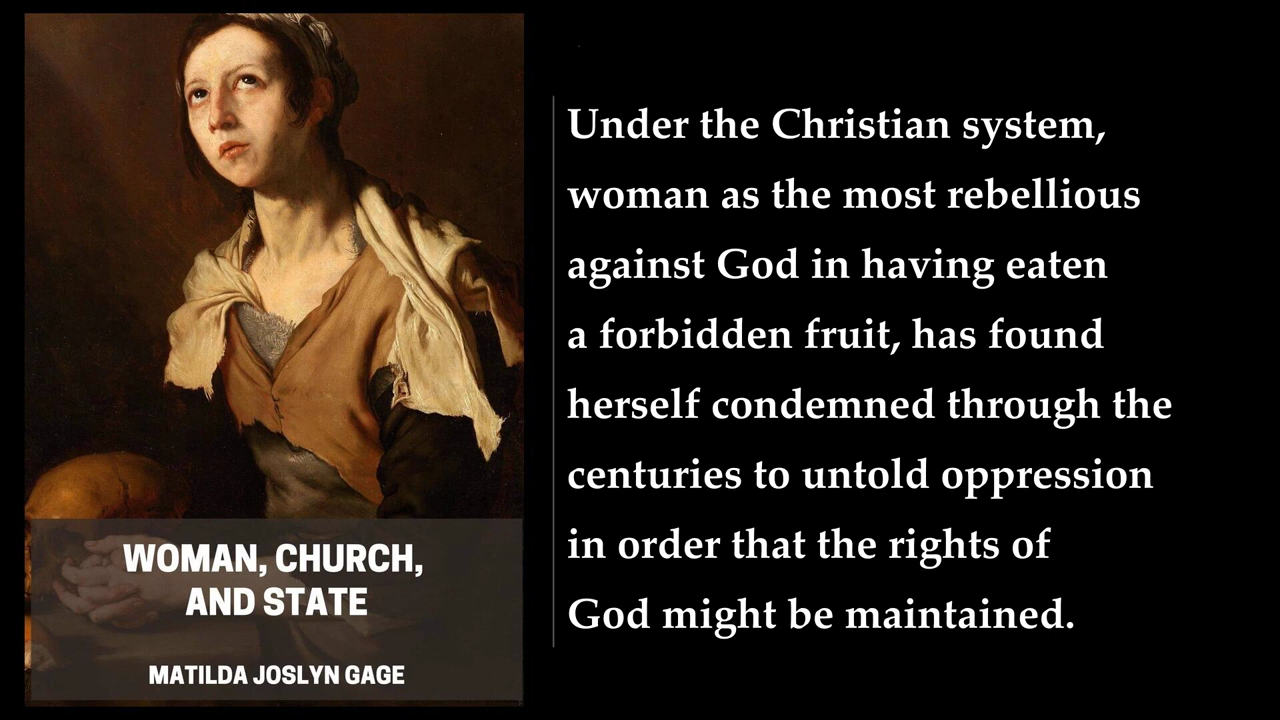 WOMAN, CHURCH,
AND STATE
MATILDA JOSLYN GAGE
Under the Christian system,
woman as the most rebellious
against God in having eaten
a forbidden fruit, has found
herself condemned through the
centuries to untold oppression
in order that the rights of
God might be maintained.